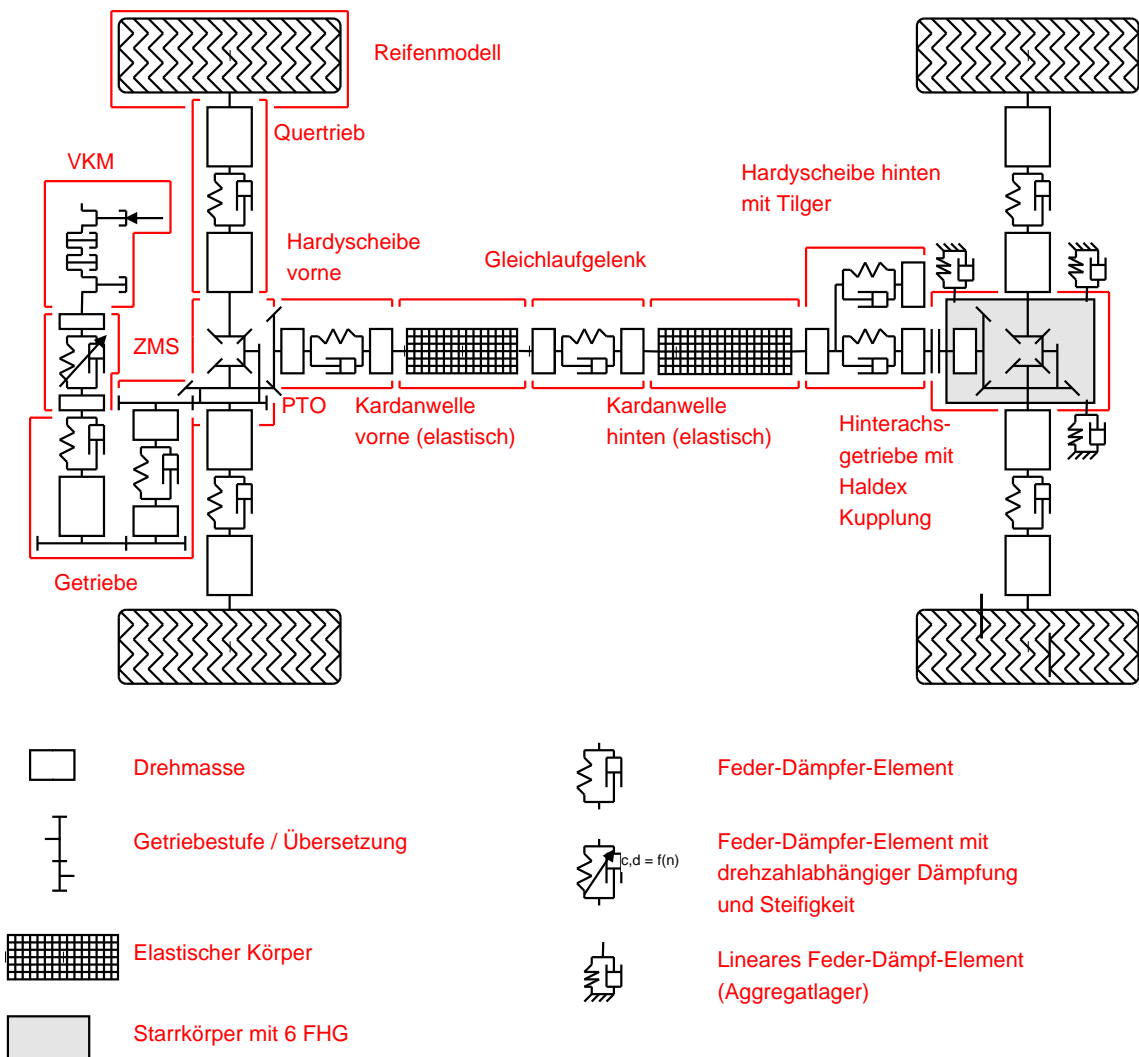 Reifenmodell
Quertrieb
VKM
Hardyscheibe hinten
mit Tilger
Hardyscheibe
vorne
Gleichlaufgelenk
ZMS
PTO
Kardanwelle
vorne (elastisch)
Kardanwelle
hinten (elastisch)
Hinterachs-
getriebe mit
Haldex
Kupplung
Getriebe
Drehmasse
Feder-Dämpfer-Element
Getriebestufe / Übersetzung
c,d = f(n)
Feder-Dämpfer-Element mit
drehzahlabhängiger Dämpfung
und Steifigkeit
Elastischer Körper
Lineares Feder-Dämpf-Element
(Aggregatlager)
Starrkörper mit 6 FHG